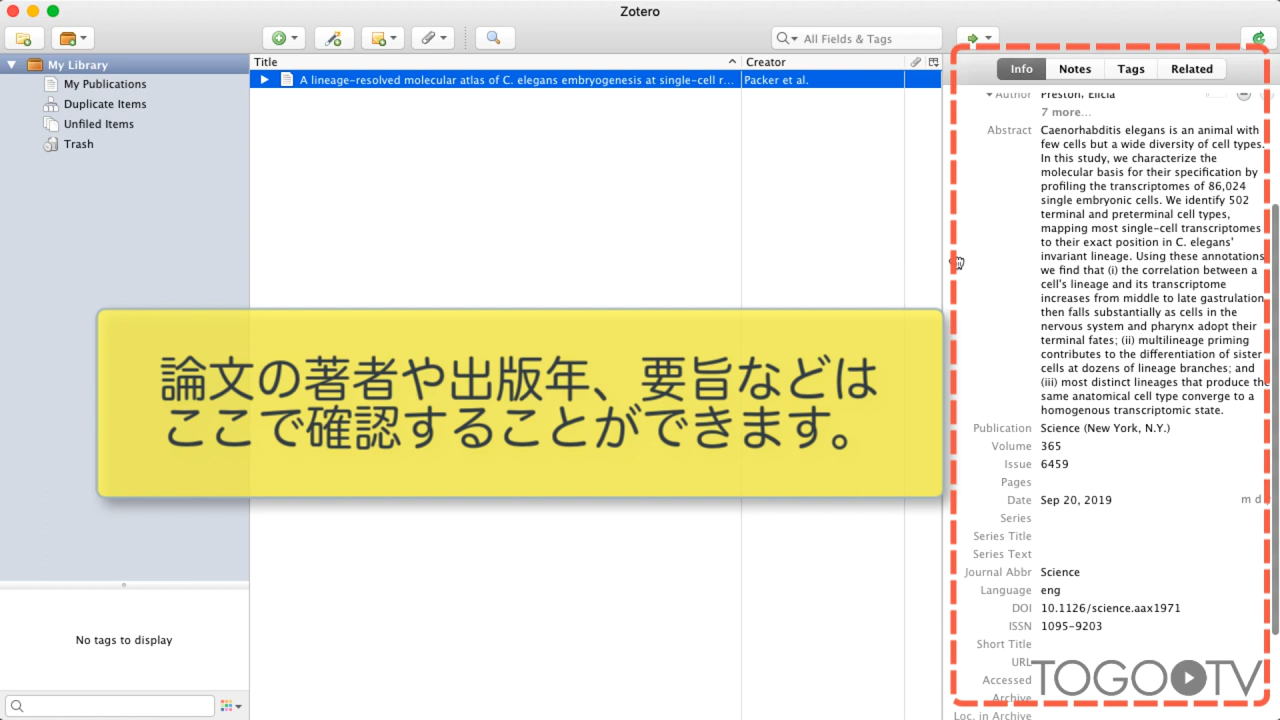 Zotero
All Fields & Tags
My Library
My Publications
Duplicate Items
Unfiled Items
Trash
No tags to display
Title
Creator
A lineage-resolved molecular atlas of C. elegans embryogenesis at single-cell r...
Packer et al.
論文の著者や出版年、要旨などは
ここで確認することができます。
Info
Notes
Tags
Related
Author Preston, Elicia
7 more...
Abstract Caenorhabditis elegans is an animal with
few cells but a wide diversity of cell types.
In this study, we characterize the
molecular basis for their specification by
profiling the transcriptomes of 86,024
single embryonic cells. We identify 502
terminal and preterminal cell types,
mapping most single-cell transcriptomes
to their exact position in C. elegans'
invariant lineage. Using these annotations,
we find that (i) the correlation between a
cell's lineage and its transcriptome
increases from middle to late gastrulation,
then falls substantially as cells in the
nervous system and pharynx adopt their
terminal fates; (ii) multilineage priming
contributes to the differentiation of sister
cells at dozens of lineage branches; and
(iii) most distinct lineages that produce the
same anatomical cell type converge to a
homogenous transcriptomic state.
Publication Science (New York, N.Y.)
Volume 365
Issue 6459
Pages
Date Sep 20, 2019 m d
Series
Series Title
Series Text
Journal Abbr Science
Language eng
DOI 10.1126/science.aax1971
ISSN 1095-9203
Short Title
URL
Accessed
Archive
Loc. in Archive
TOGO TV